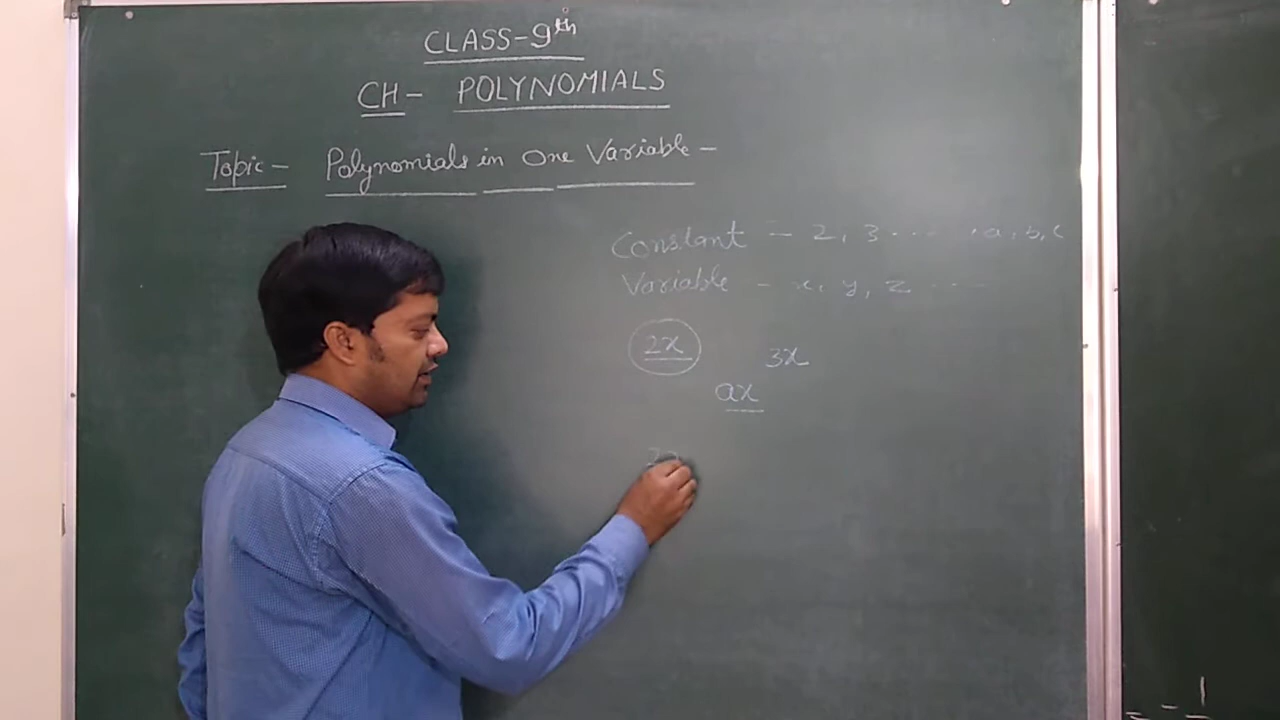 CLASS-9th
CH- POLYNOMIALS
Topic- Polynomials in One Variable-
Constant - 2, 3 ...... , a, b, c
Variable - x, y, z ....
2x
3x
ax